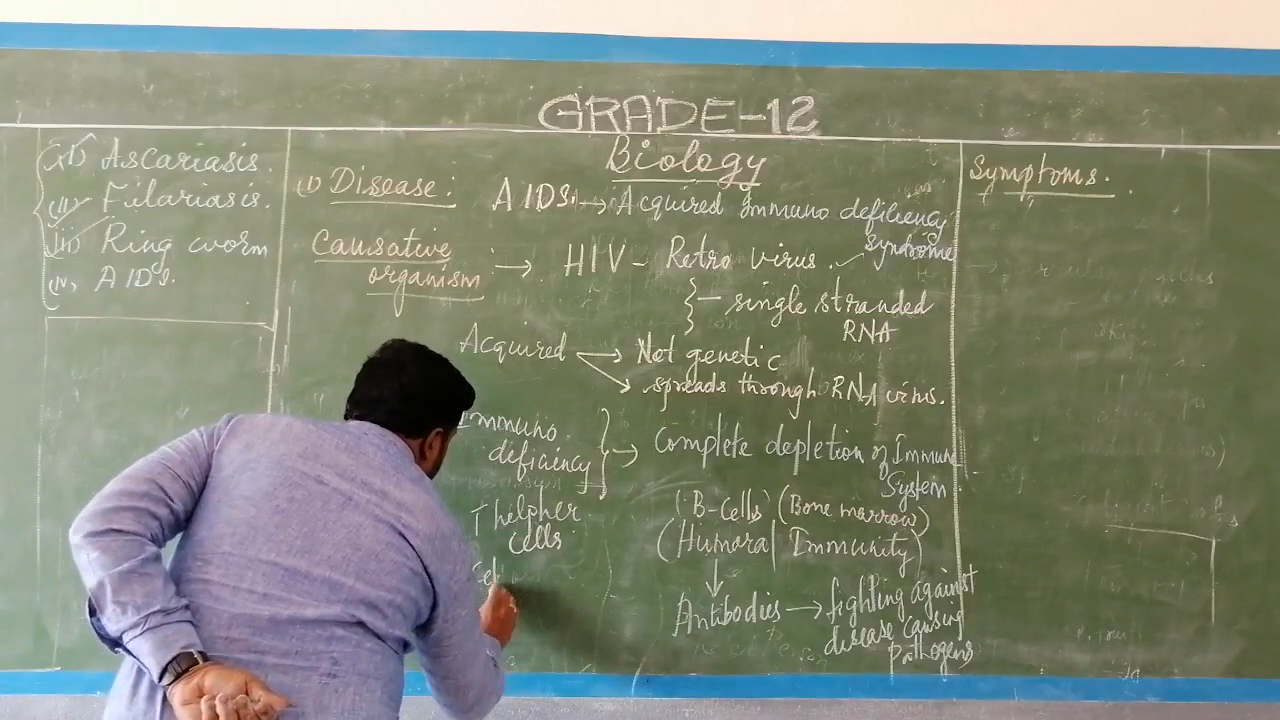 GRADE-12
Biology
(i) Ascariasis.
(ii) Filariasis.
(iii) Ring worm
(iv) AIDS.
(1) Disease:
AIDS. → Acquired Immuno deficiency
syndrome
Causative
organism → HIV - Retro virus.
single stranded
RNA
Acquired → Not genetic
→ spreads through RNA virus.
Immuno
deficiency → Complete depletion of Immune
System
T helpher
cells
Cel
B-Cells (Bone marrow)
(Humoral Immunity)
Antibodies → fighting against
disease causing
pathogens
Symptoms.